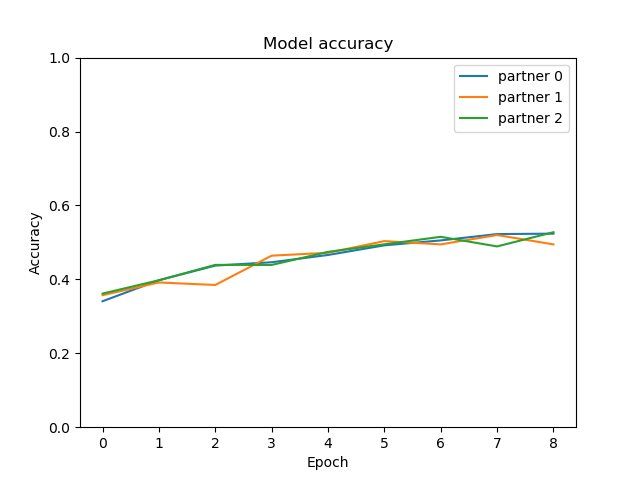 Model accuracy
partner 0
partner 1
partner 2
1.0
0.8
0.6
0.4
0.2
0.0
Accuracy
0 1 2 3 4 5 6 7 8
Epoch